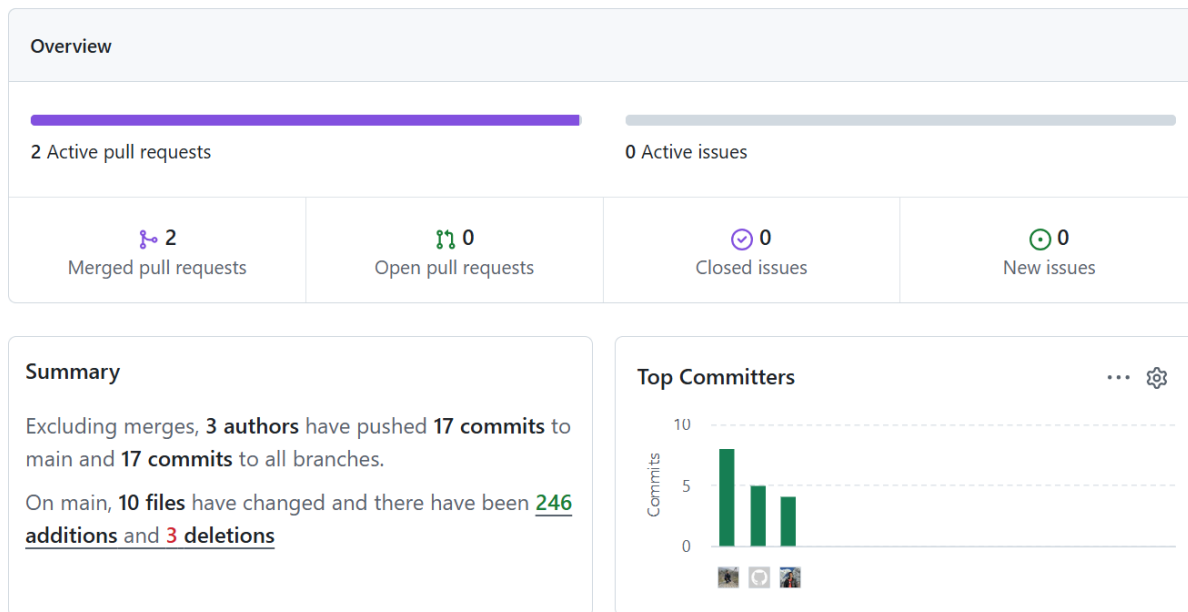 Overview
2 Active pull requests
0 Active issues
2
Merged pull requests
0
Open pull requests
0
Closed issues
0
New issues
Summary
Excluding merges, 3 authors have pushed 17 commits to
main and 17 commits to all branches.
On main, 10 files have changed and there have been 246
additions and 3 deletions
Top Committers
Commits
10
5
0